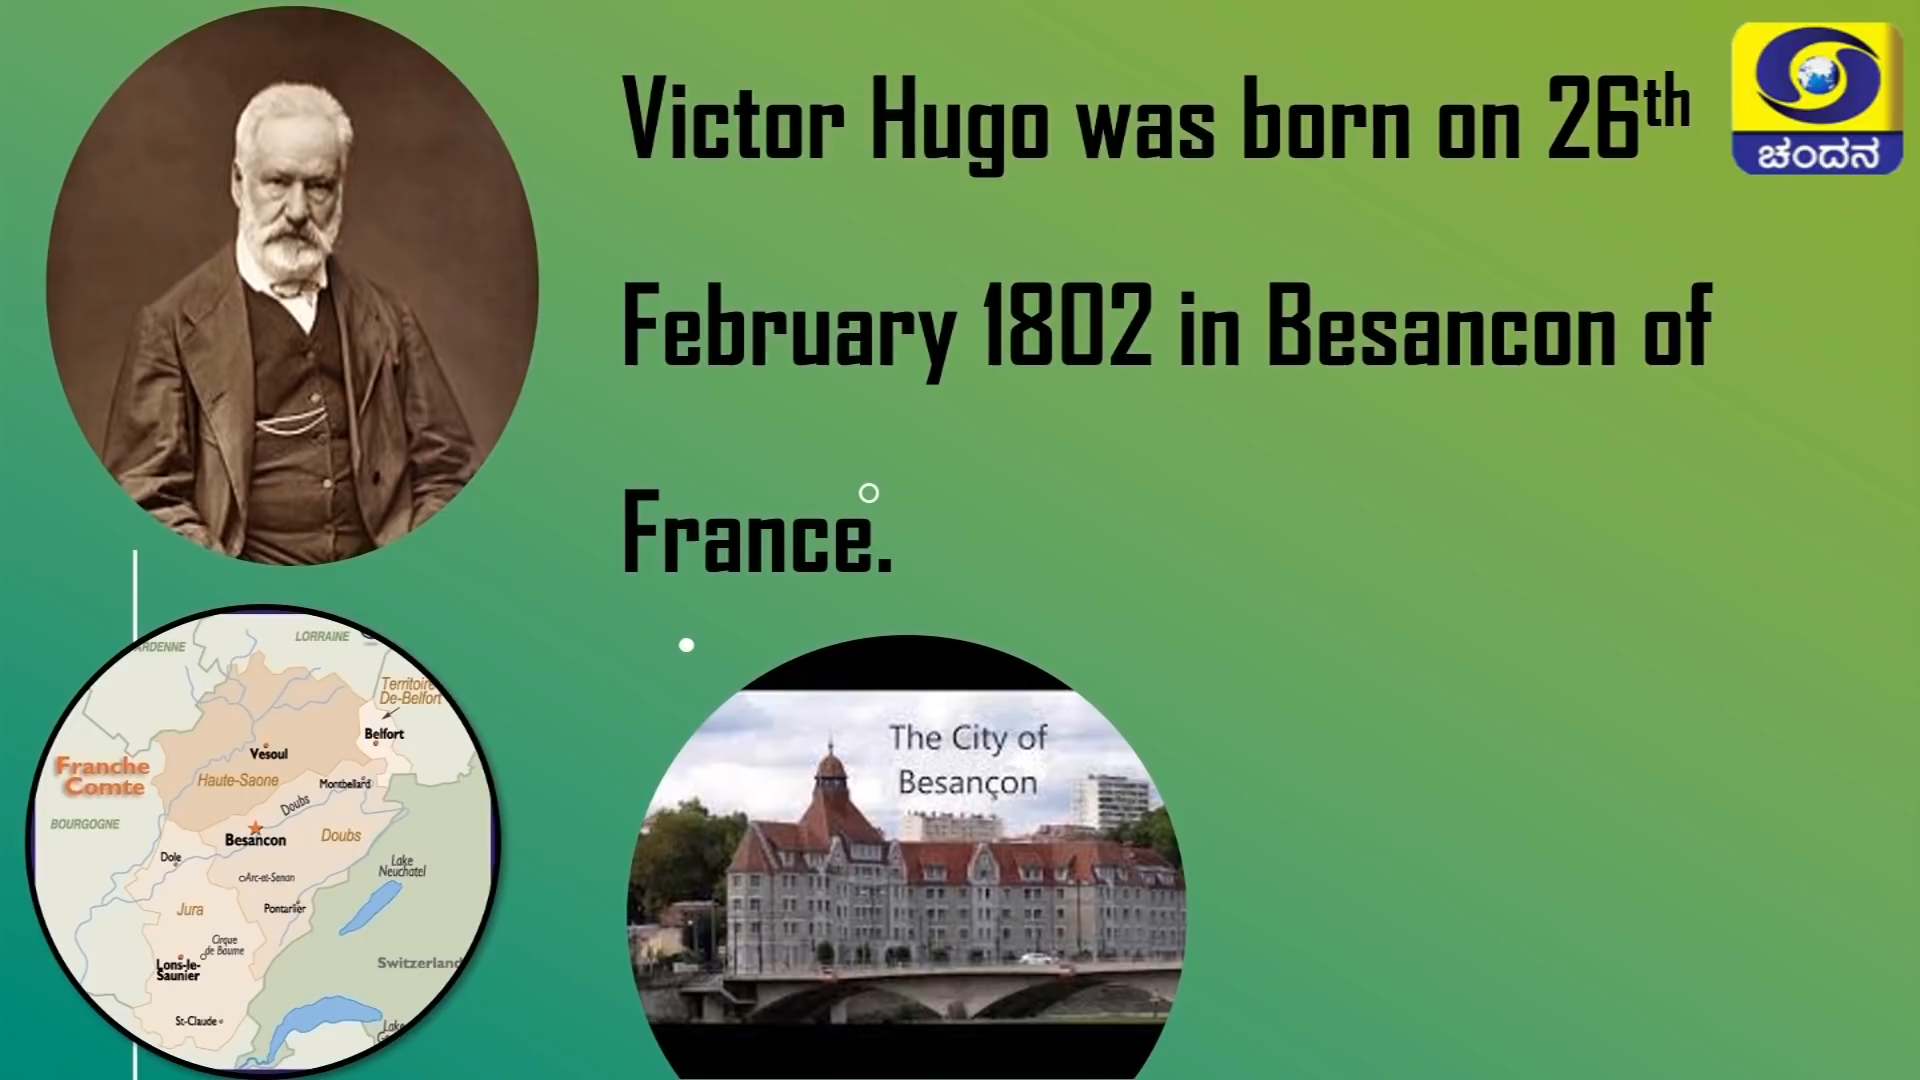 Victor Hugo was born on 26th
February 1802 in Besancon of
France.
ಚಂದನ
LORRAINE
Territoire
De-Belfort
Belfort
Vesoul
Franche
Comte
Haute-Saone
Montbeliard
Doubs
BOURGOGNE
Besancon
Doubs
Dole
Lake
Neuchatel
Arc-et-Senan
Jura
Pontarlier
Cirque
de Baume
Lons-le-
Saunier
Switzerland
St-Claude
Lake
The City of
Besançon